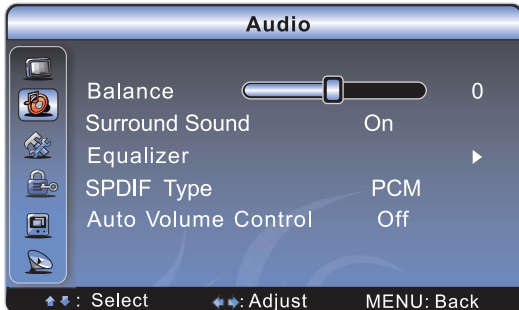 Audio
Balance 0
Surround Sound On
Equalizer
SPDIF Type PCM
Auto Volume Control Off
: Select : Adjust MENU: Back